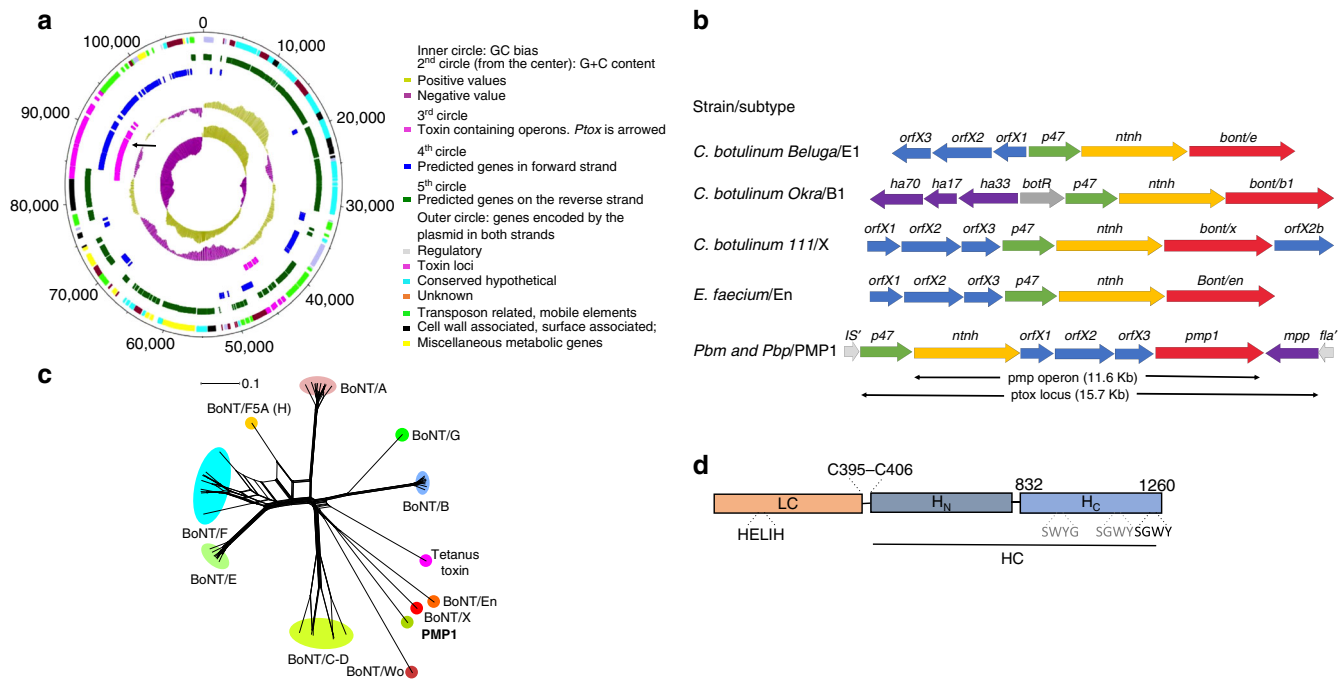 a
0
10,000
20,000
30,000
40,000
50,000
60,000
70,000
80,000
90,000
100,000
Inner circle: GC bias
2nd circle (from the center): G+C content
Positive values
Negative value
3rd circle
Toxin containing operons. Ptox is arrowed
4th circle
Predicted genes in forward strand
5th circle
Predicted genes on the reverse strand
Outer circle: genes encoded by the
plasmid in both strands
Regulatory
Toxin loci
Conserved hypothetical
Unknown
Transposon related, mobile elements
Cell wall associated, surface associated;
Miscellaneous metabolic genes
b
Strain/subtype
orfX3 orfX2 orfX1 p47 ntnh bont/e
C. botulinum Beluga/E1
ha70 ha17 ha33 botR p47 ntnh bont/b1
C. botulinum Okra/B1
orfX1 orfX2 orfX3 p47 ntnh bont/x orfX2b
C. botulinum 111/X
orfX1 orfX2 orfX3 p47 ntnh Bont/en
E. faecium/En
IS' p47 ntnh orfX1 orfX2 orfX3 pmp1 mpp fla'
Pbm and Pbp/PMP1
pmp operon (11.6 Kb)
ptox locus (15.7 Kb)
c
0.1
BoNT/A
BoNT/F5A (H)
BoNT/G
BoNT/B
BoNT/F
BoNT/E
Tetanus
toxin
BoNT/En
BoNT/X
PMP1
BoNT/C-D
BoNT/Wo
d
C395–C406
832
1260
LC
HN
HC
HELIH
SWYG
SGWY
SGWY
HC